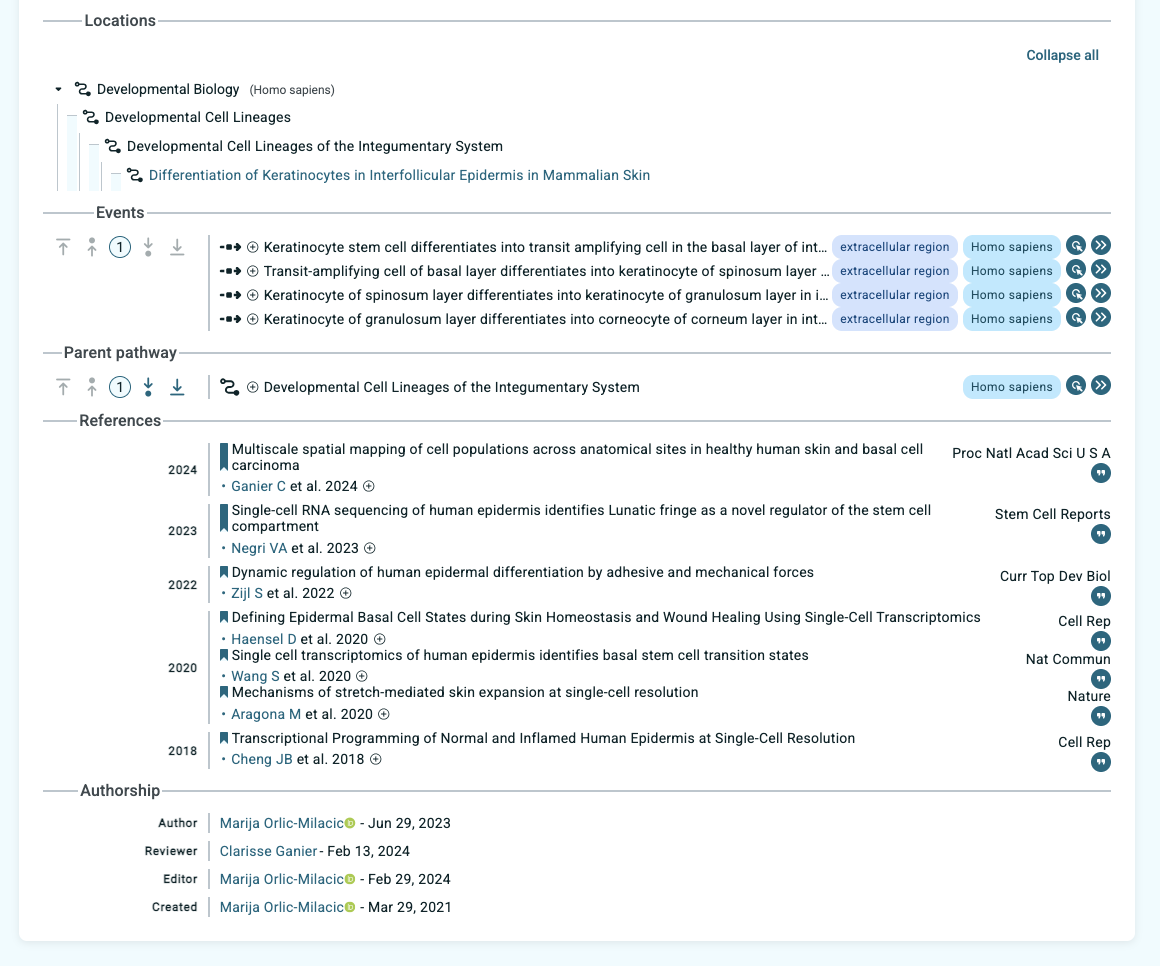 Locations
Collapse all
Developmental Biology (Homo sapiens)
Developmental Cell Lineages
Developmental Cell Lineages of the Integumentary System
Differentiation of Keratinocytes in Interfollicular Epidermis in Mammalian Skin
Events
1
Keratinocyte stem cell differentiates into transit amplifying cell in the basal layer of int... extracellular region Homo sapiens
Transit-amplifying cell of basal layer differentiates into keratinocyte of spinosum layer ... extracellular region Homo sapiens
Keratinocyte of spinosum layer differentiates into keratinocyte of granulosum layer in i... extracellular region Homo sapiens
Keratinocyte of granulosum layer differentiates into corneocyte of corneum layer in int... extracellular region Homo sapiens
Parent pathway
1 Developmental Cell Lineages of the Integumentary System Homo sapiens
References
2024
Multiscale spatial mapping of cell populations across anatomical sites in healthy human skin and basal cell
carcinoma
Proc Natl Acad Sci U S A
• Ganier C et al. 2024
2023
Single-cell RNA sequencing of human epidermis identifies Lunatic fringe as a novel regulator of the stem cell
compartment
Stem Cell Reports
• Negri VA et al. 2023
2022
Dynamic regulation of human epidermal differentiation by adhesive and mechanical forces
Curr Top Dev Biol
• Zijl S et al. 2022
2020
Defining Epidermal Basal Cell States during Skin Homeostasis and Wound Healing Using Single-Cell Transcriptomics
Cell Rep
• Haensel D et al. 2020
Single cell transcriptomics of human epidermis identifies basal stem cell transition states
Nat Commun
• Wang S et al. 2020
Mechanisms of stretch-mediated skin expansion at single-cell resolution
Nature
• Aragona M et al. 2020
2018
Transcriptional Programming of Normal and Inflamed Human Epidermis at Single-Cell Resolution
Cell Rep
• Cheng JB et al. 2018
Authorship
Author Marija Orlic-Milacic iD - Jun 29, 2023
Reviewer Clarisse Ganier - Feb 13, 2024
Editor Marija Orlic-Milacic iD - Feb 29, 2024
Created Marija Orlic-Milacic iD - Mar 29, 2021